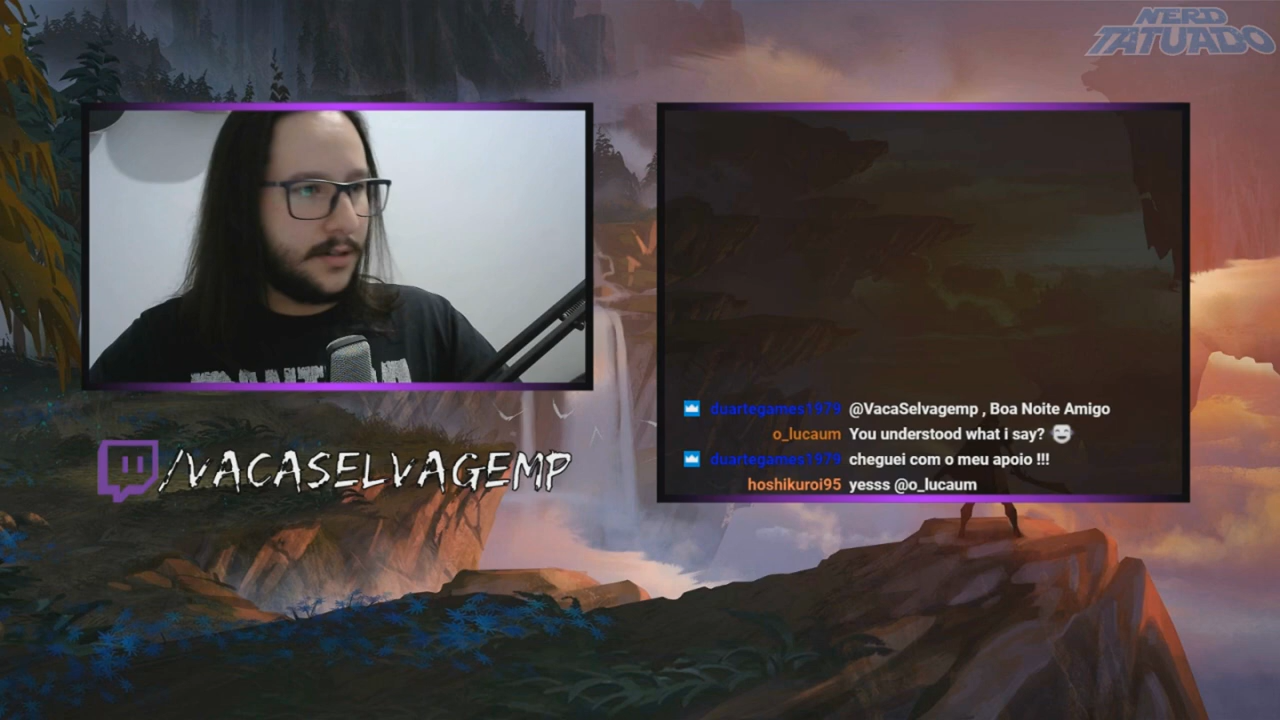 NERD
TATUADO
/VACASELVAGEMP
duartegames1979 @VacaSelvagemp , Boa Noite Amigo
o_lucaum You understood what i say?
duartegames1979 cheguei com o meu apoio !!!
hoshikuroi95 yesss @o_lucaum